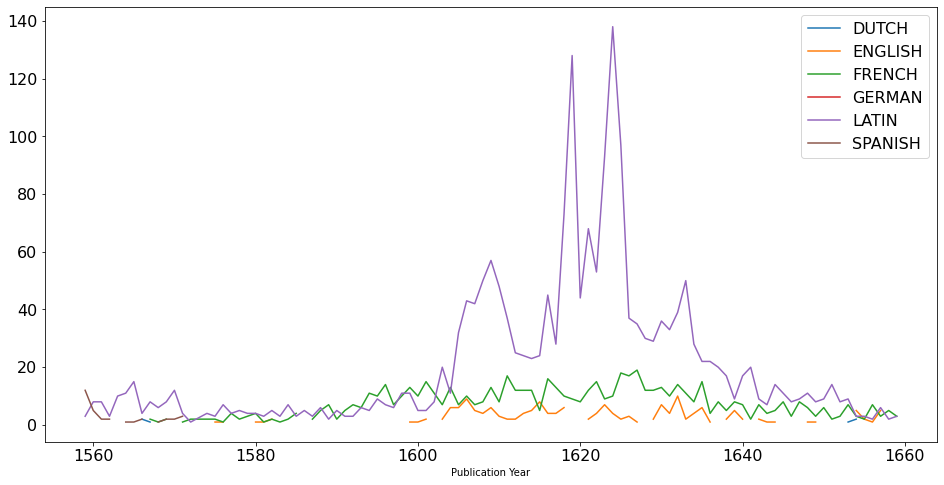 140
120
100
80
60
40
20
0
1560 1580 1600 1620 1640 1660
Publication Year
DUTCH
ENGLISH
FRENCH
GERMAN
LATIN
SPANISH